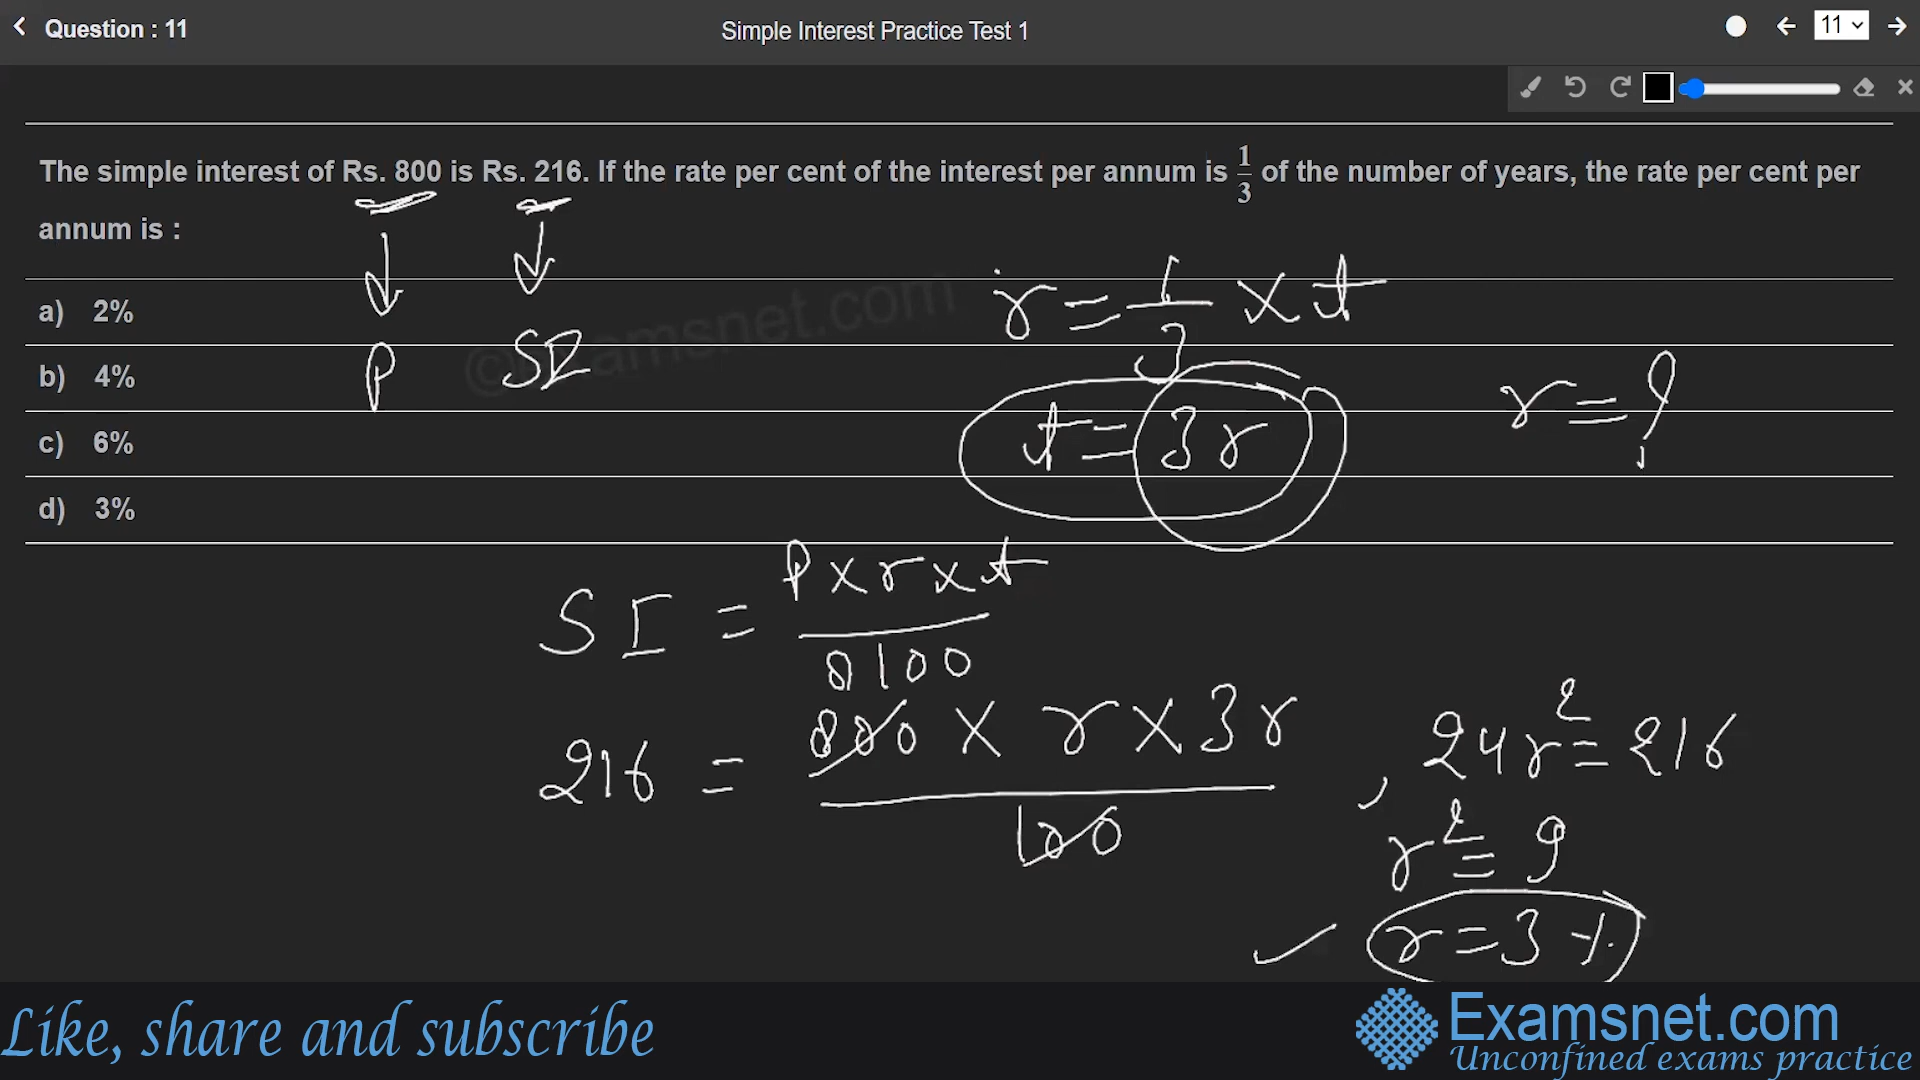 Question : 11
Simple Interest Practice Test 1
11
The simple interest of Rs. 800 is Rs. 216. If the rate per cent of the interest per annum is 1/3 of the number of years, the rate per cent per
annum is :
a) 2%
b) 4%
c) 6%
d) 3%
P SI
r = 1/3 × t
t = 3r
r = ?
@Examsnet.com
SI = P × r × t / 100
216 = 800 × r × 3r / 100
, 24r² = 216
r² = 9
✓ r = 3%
Like, share and subscribe
Examsnet.com
Unconfined exams practice